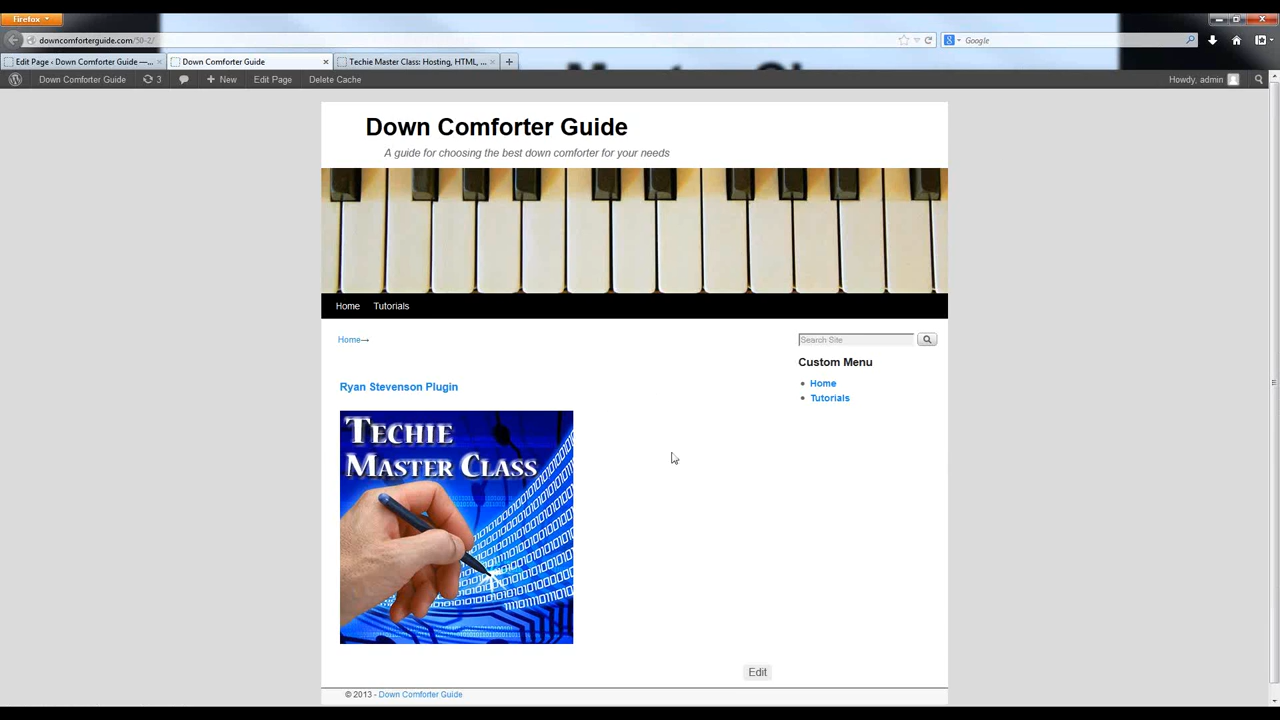 Firefox
downcomforterguide.com/50-2/
Google
Edit Page ‹ Down Comforter Guide —...
Down Comforter Guide
Techie Master Class: Hosting, HTML, ...
Down Comforter Guide
3
New
Edit Page
Delete Cache
Howdy, admin
Down Comforter Guide
A guide for choosing the best down comforter for your needs
Home
Tutorials
Home→
Search Site
Custom Menu
Home
Tutorials
Ryan Stevenson Plugin
TECHIE
MASTER CLASS
Edit
© 2013 - Down Comforter Guide